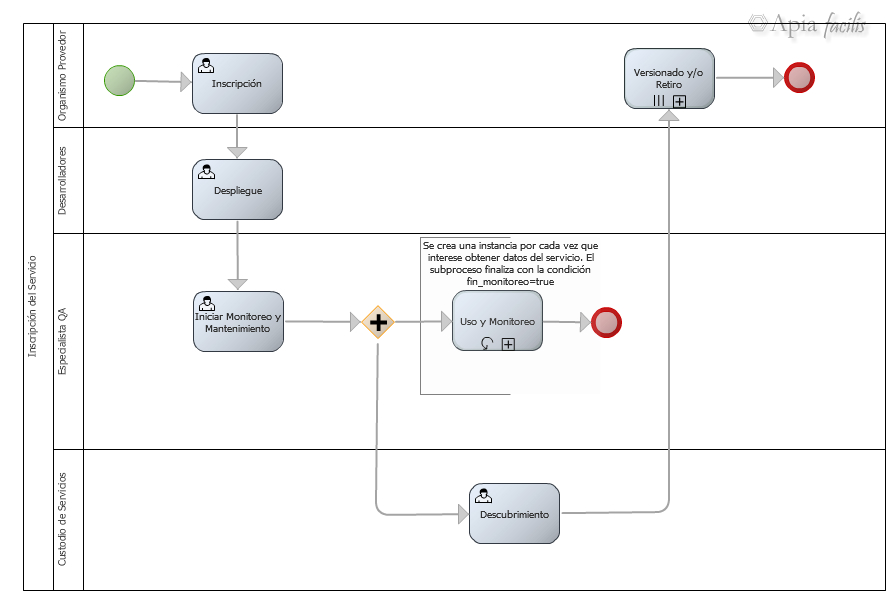 Apia facilis
Inscripción del Servicio
Organismo Provedor
Inscripción
Versionado y/o
Retiro
Desarrolladores
Despliegue
Especialista QA
Iniciar Monitoreo y
Mantenimiento
Se crea una instancia por cada vez que
interese obtener datos del servicio. El
subproceso finaliza con la condición
fin_monitoreo=true
Uso y Monitoreo
Custodio de Servicios
Descubrimiento